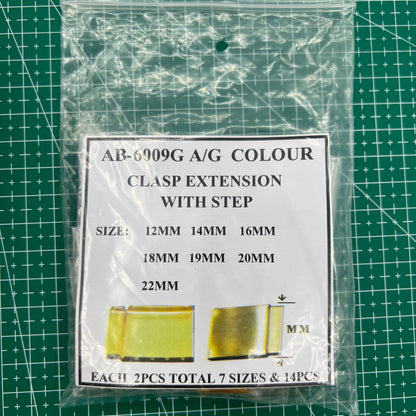 AB-6909G A/G COLOUR
CLASP EXTENSION
WITH STEP
SIZE: 12MM 14MM 16MM
18MM 19MM 20MM
22MM
MM
EACH 2PCS TOTAL 7 SIZES & 14PCS